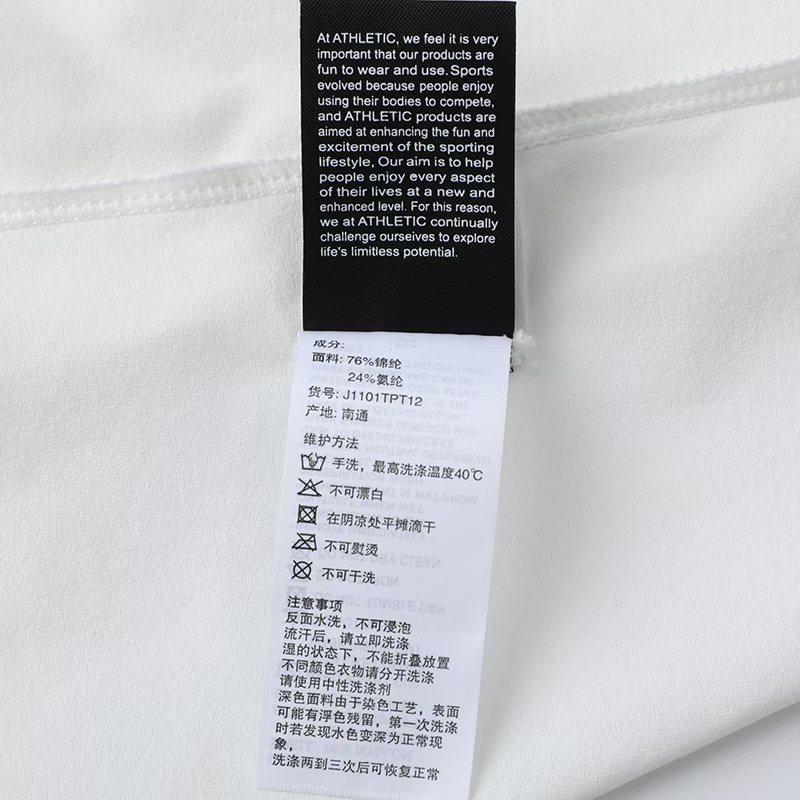 At ATHLETIC, we feel it is very
important that our products are
fun to wear and use. Sports
evolved because people enjoy
using their bodies to compete,
and ATHLETIC products are
aimed at enhancing the fun and
excitement of the sporting
lifestyle, Our aim is to help
people enjoy every aspect
of their lives at a new and
enhanced level. For this reason,
we at ATHLETIC continually
challenge ourselves to explore
life's limitless potential.
成分:
面料: 76%锦纶
24%氨纶
货号: J1101TPT12
产地: 南通
维护方法
手洗，最高洗涤温度40℃
不可漂白
在阴凉处平摊滴干
不可熨烫
不可干洗
注意事项
反面水洗，不可浸泡
流汗后，请立即洗涤
湿的状态下，不能折叠放置
不同颜色衣物请分开洗涤
请使用中性洗涤剂
深色面料由于染色工艺，表面
可能有浮色残留，第一次洗涤
时若发现水色变深为正常现
象，
洗涤两到三次后可恢复正常